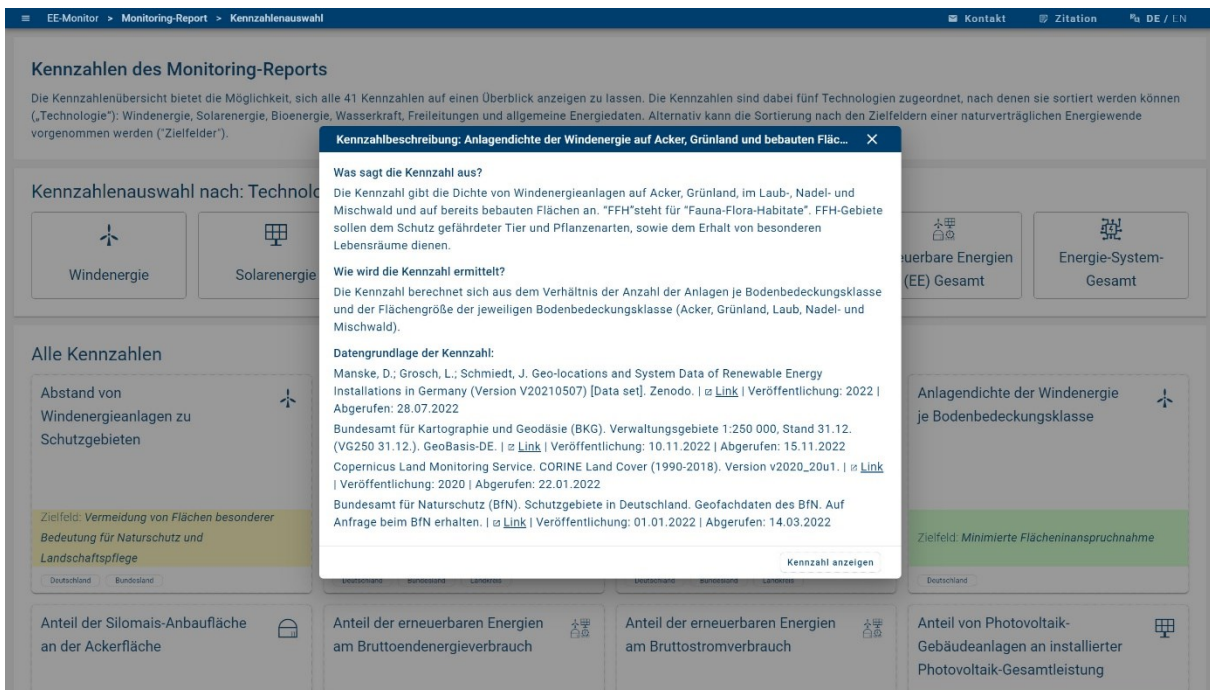 EE-Monitor > Monitoring-Report > Kennzahlenauswahl
Kontakt
Zitation
DE / EN
Kennzahlen des Monitoring-Reports
Die Kennzahlenübersicht bietet die Möglichkeit, sich alle 41 Kennzahlen auf einen Überblick anzeigen zu lassen. Die Kennzahlen sind dabei fünf Technologien zugeordnet, nach denen sie sortiert werden können
(„Technologie"): Windenergie, Solarenergie, Bioenergie, Wasserkraft, Freileitungen und allgemeine Energiedaten. Alternativ kann die Sortierung nach den Zielfeldern einer naturverträglichen Energiewende
vorgenommen werden ("Zielfelder").
Kennzahlbeschreibung: Anlagendichte der Windenergie auf Acker, Grünland und bebauten Fläc...
Was sagt die Kennzahl aus?
Die Kennzahl gibt die Dichte von Windenergieanlagen auf Acker, Grünland, im Laub-, Nadel- und
Mischwald und auf bereits bebauten Flächen an. "FFH"steht für "Fauna-Flora-Habitate". FFH-Gebiete
sollen dem Schutz gefährdeter Tier und Pflanzenarten, sowie dem Erhalt von besonderen
Lebensräume dienen.
Wie wird die Kennzahl ermittelt?
Die Kennzahl berechnet sich aus dem Verhältnis der Anzahl der Anlagen je Bodenbedeckungsklasse
und der Flächengröße der jeweiligen Bodenbedeckungsklasse (Acker, Grünland, Laub, Nadel- und
Mischwald).
Datengrundlage der Kennzahl:
Manske, D.; Grosch, L.; Schmiedt, J. Geo-locations and System Data of Renewable Energy
Installations in Germany (Version V20210507) [Data set]. Zenodo. | Link | Veröffentlichung: 2022 |
Abgerufen: 28.07.2022
Bundesamt für Kartographie und Geodäsie (BKG). Verwaltungsgebiete 1:250 000, Stand 31.12.
(VG250 31.12.). GeoBasis-DE. | Link | Veröffentlichung: 10.11.2022 | Abgerufen: 15.11.2022
Copernicus Land Monitoring Service. CORINE Land Cover (1990-2018). Version v2020_20u1. | Link
| Veröffentlichung: 2020 | Abgerufen: 22.01.2022
Bundesamt für Naturschutz (BfN). Schutzgebiete in Deutschland. Geofachdaten des BfN. Auf
Anfrage beim BfN erhalten. | Link | Veröffentlichung: 01.01.2022 | Abgerufen: 14.03.2022
Kennzahl anzeigen
Kennzahlenauswahl nach:
Windenergie
Solarenergie
Energien
(EE) Gesamt
Energie-System-
Gesamt
Alle Kennzahlen
Abstand von
Windenergieanlagen zu
Schutzgebieten
Zielfeld: Vermeidung von Flächen besonderer
Bedeutung für Naturschutz und
Landschaftspflege
Deutschland
Bundesland
Deutschland
Bundesland
Landkreis
Deutschland
Bundesland
Landkreis
Anlagendichte der Windenergie
je Bodenbedeckungsklasse
Zielfeld: Minimierte Flächeninanspruchnahme
Deutschland
Anteil der Silomais-Anbaufläche
an der Ackerfläche
Anteil der erneuerbaren Energien
am Bruttoendenergieverbrauch
Anteil der erneuerbaren Energien
am Bruttostromverbrauch
Anteil von Photovoltaik-
Gebäudeanlagen an installierter
Photovoltaik-Gesamtleistung